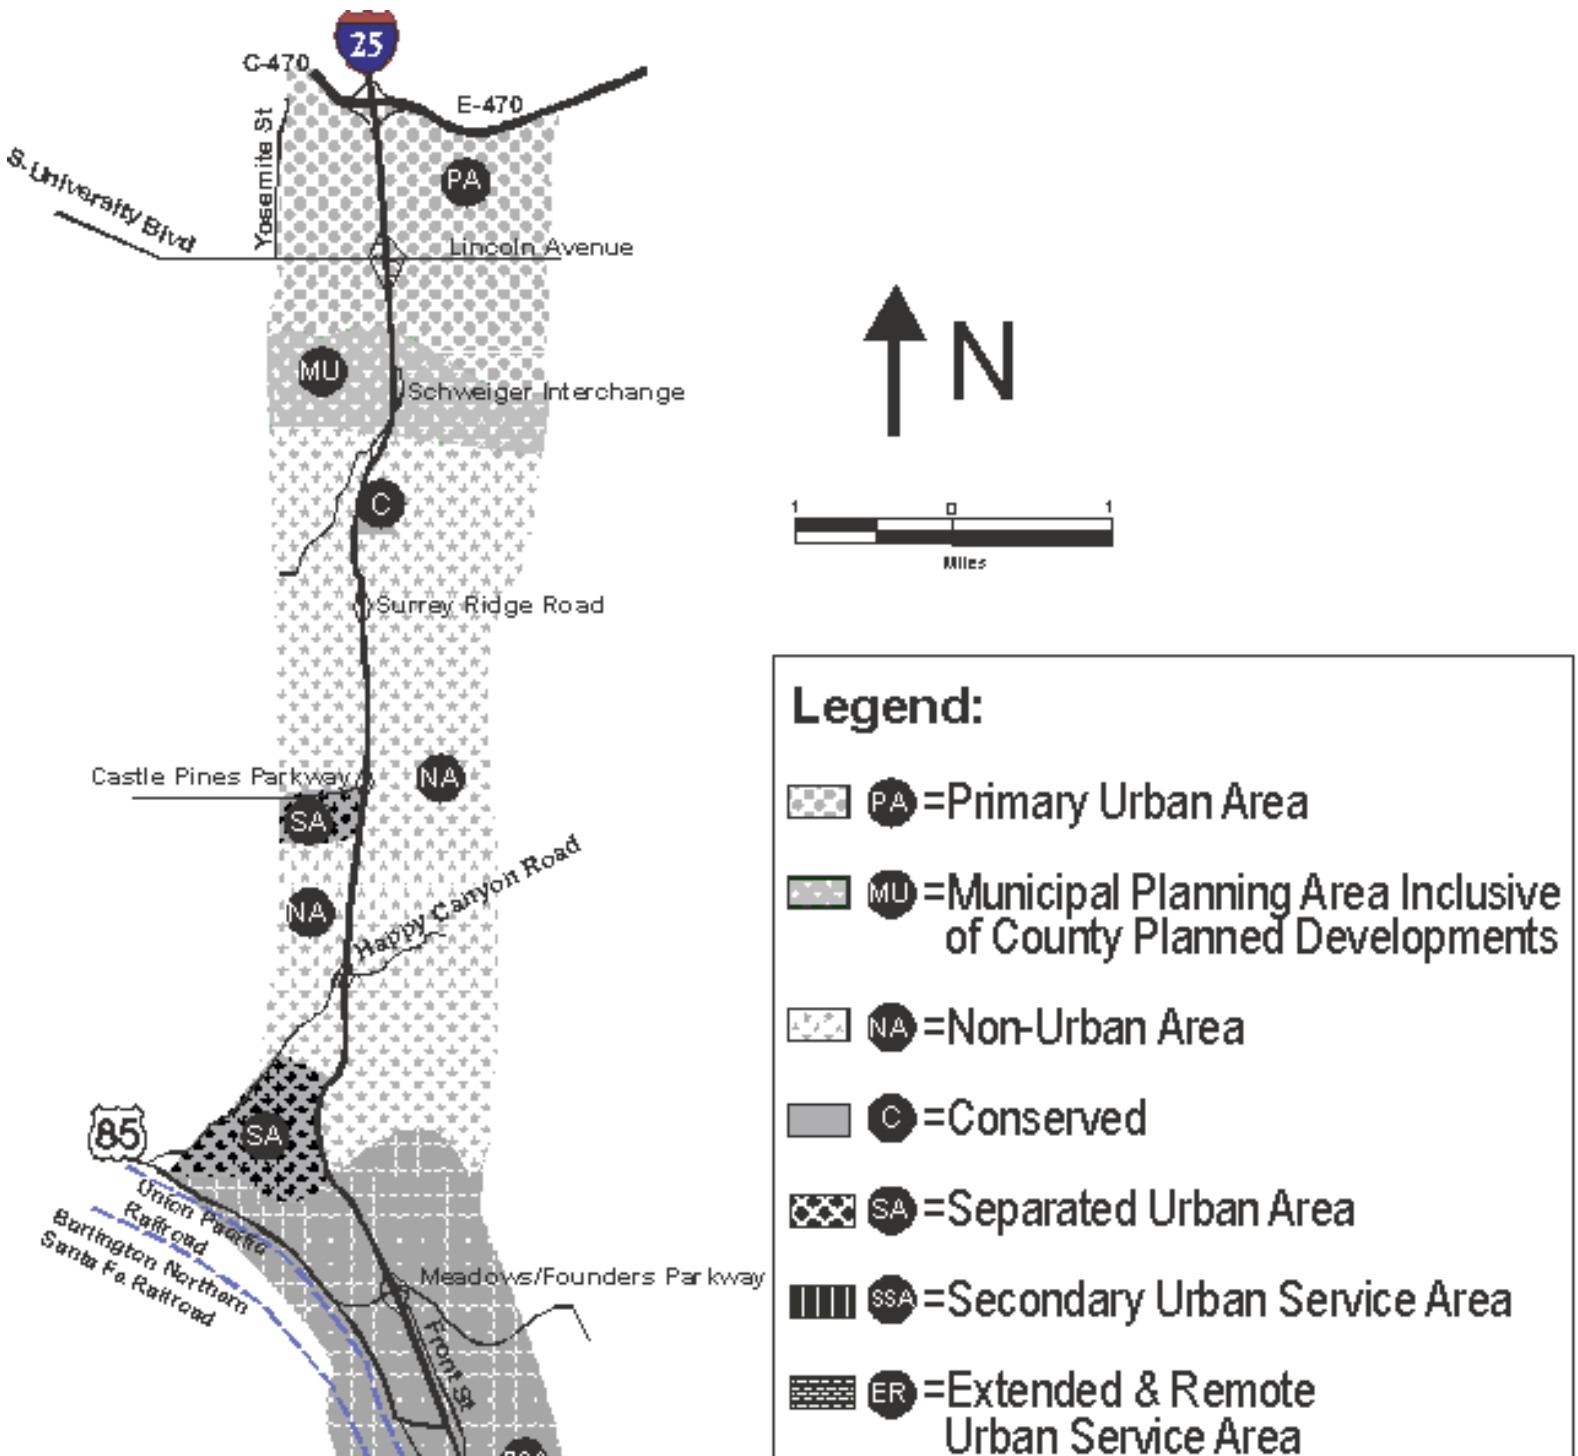 25
C-470
E-470
Yosemite St
S. University Blvd
PA
Lincoln Avenue
MU
Schweiger Interchange
C
Surrey Ridge Road
Castle Pines Parkway
NA
SA
NA
Happy Canyon Road
SA
85
Union Pacific
Railroad
Burlington Northern
Santa Fe Railroad
Meadows/Founders Parkway
Front St
N
1 0 1
Miles
Legend:
PA =Primary Urban Area
MU =Municipal Planning Area Inclusive
of County Planned Developments
NA =Non-Urban Area
C =Conserved
SA =Separated Urban Area
SSA =Secondary Urban Service Area
ER =Extended & Remote
Urban Service Area